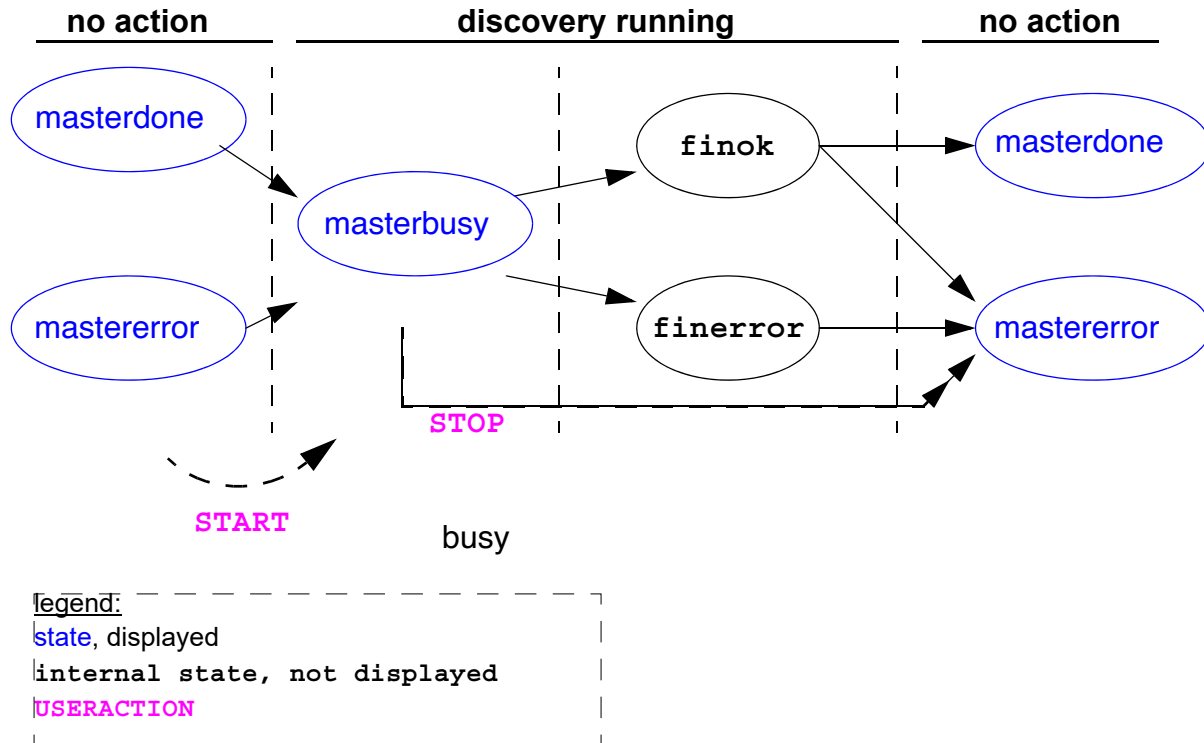 no action
discovery running
no action
masterdone
finok
masterdone
masterbusy
mastererror
finerror
mastererror
STOP
START
busy
legend:
state, displayed
internal state, not displayed
USERACTION